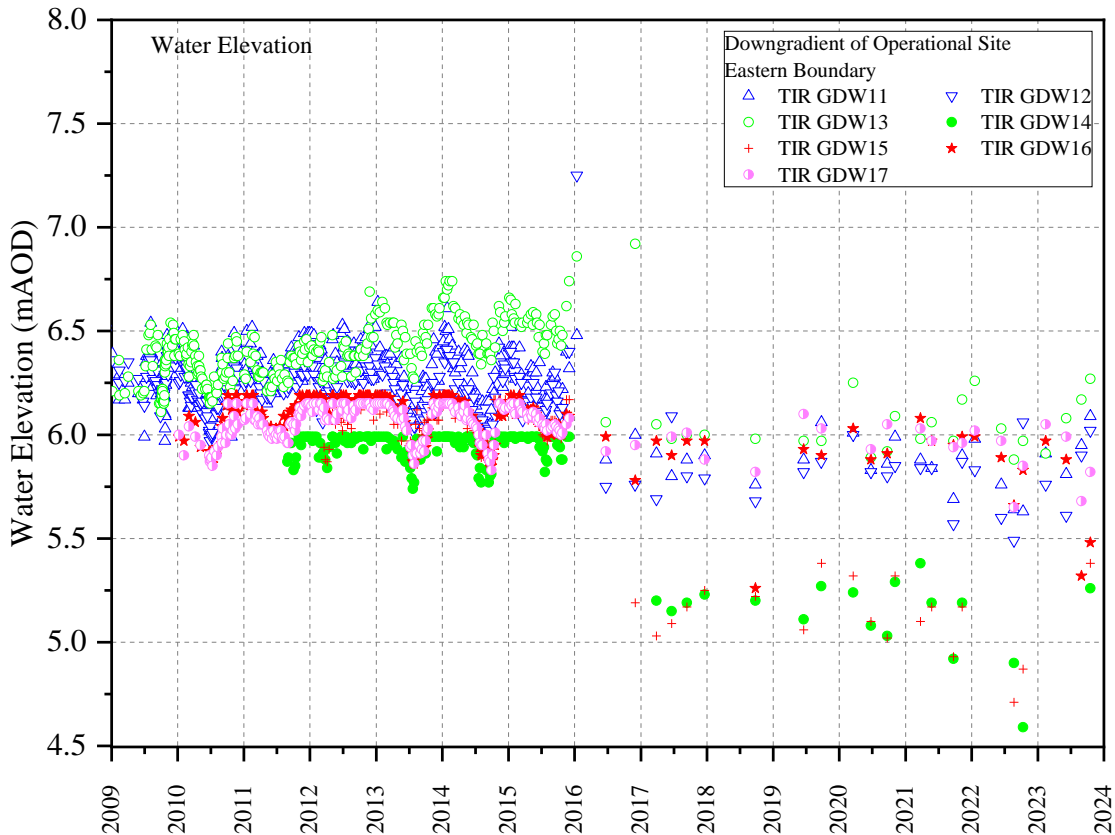 8.0
Water Elevation
Downgradient of Operational Site
Eastern Boundary
TIR GDW11
TIR GDW12
TIR GDW13
TIR GDW14
TIR GDW15
TIR GDW16
TIR GDW17
7.5
7.0
6.5
6.0
5.5
5.0
4.5
Water Elevation (mAOD)
2009
2010
2011
2012
2013
2014
2015
2016
2017
2018
2019
2020
2021
2022
2023
2024